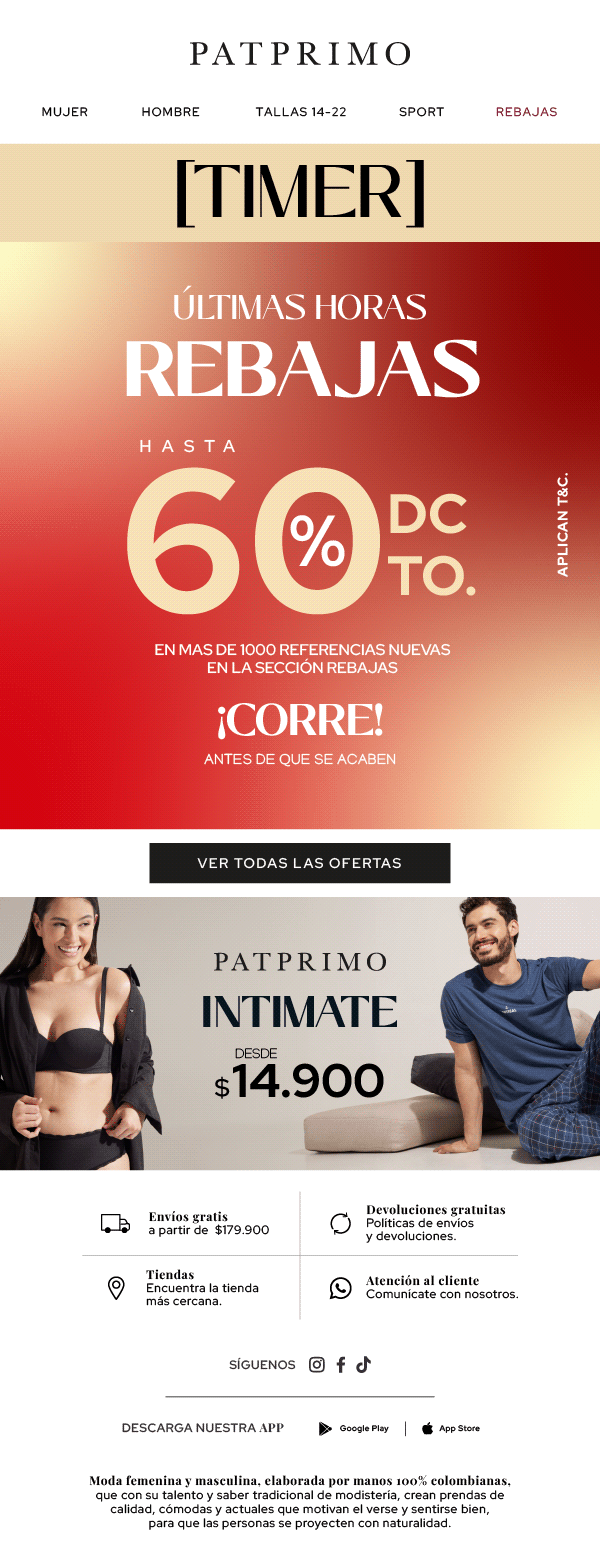 PATPRIMO
MUJER HOMBRE TALLAS 14-22 SPORT REBAJAS
[TIMER]
ÚLTIMAS HORAS
REBAJAS
HASTA
60% DC
TO.
APLICAN T&C.
EN MAS DE 1000 REFERENCIAS NUEVAS
EN LA SECCIÓN REBAJAS
¡CORRE!
ANTES DE QUE SE ACABEN
VER TODAS LAS OFERTAS
PATPRIMO
INTIMATE
DESDE
$14.900
Envíos gratis
a partir de $179.900
Devoluciones gratuitas
Políticas de envíos
y devoluciones.
Tiendas
Encuentra la tienda
más cercana.
Atención al cliente
Comunícate con nosotros.
SÍGUENOS
DESCARGA NUESTRA APP Google Play | App Store
Moda femenina y masculina, elaborada por manos 100% colombianas,
que con su talento y saber tradicional de modistería, crean prendas de
calidad, cómodas y actuales que motivan el verse y sentirse bien,
para que las personas se proyecten con naturalidad.